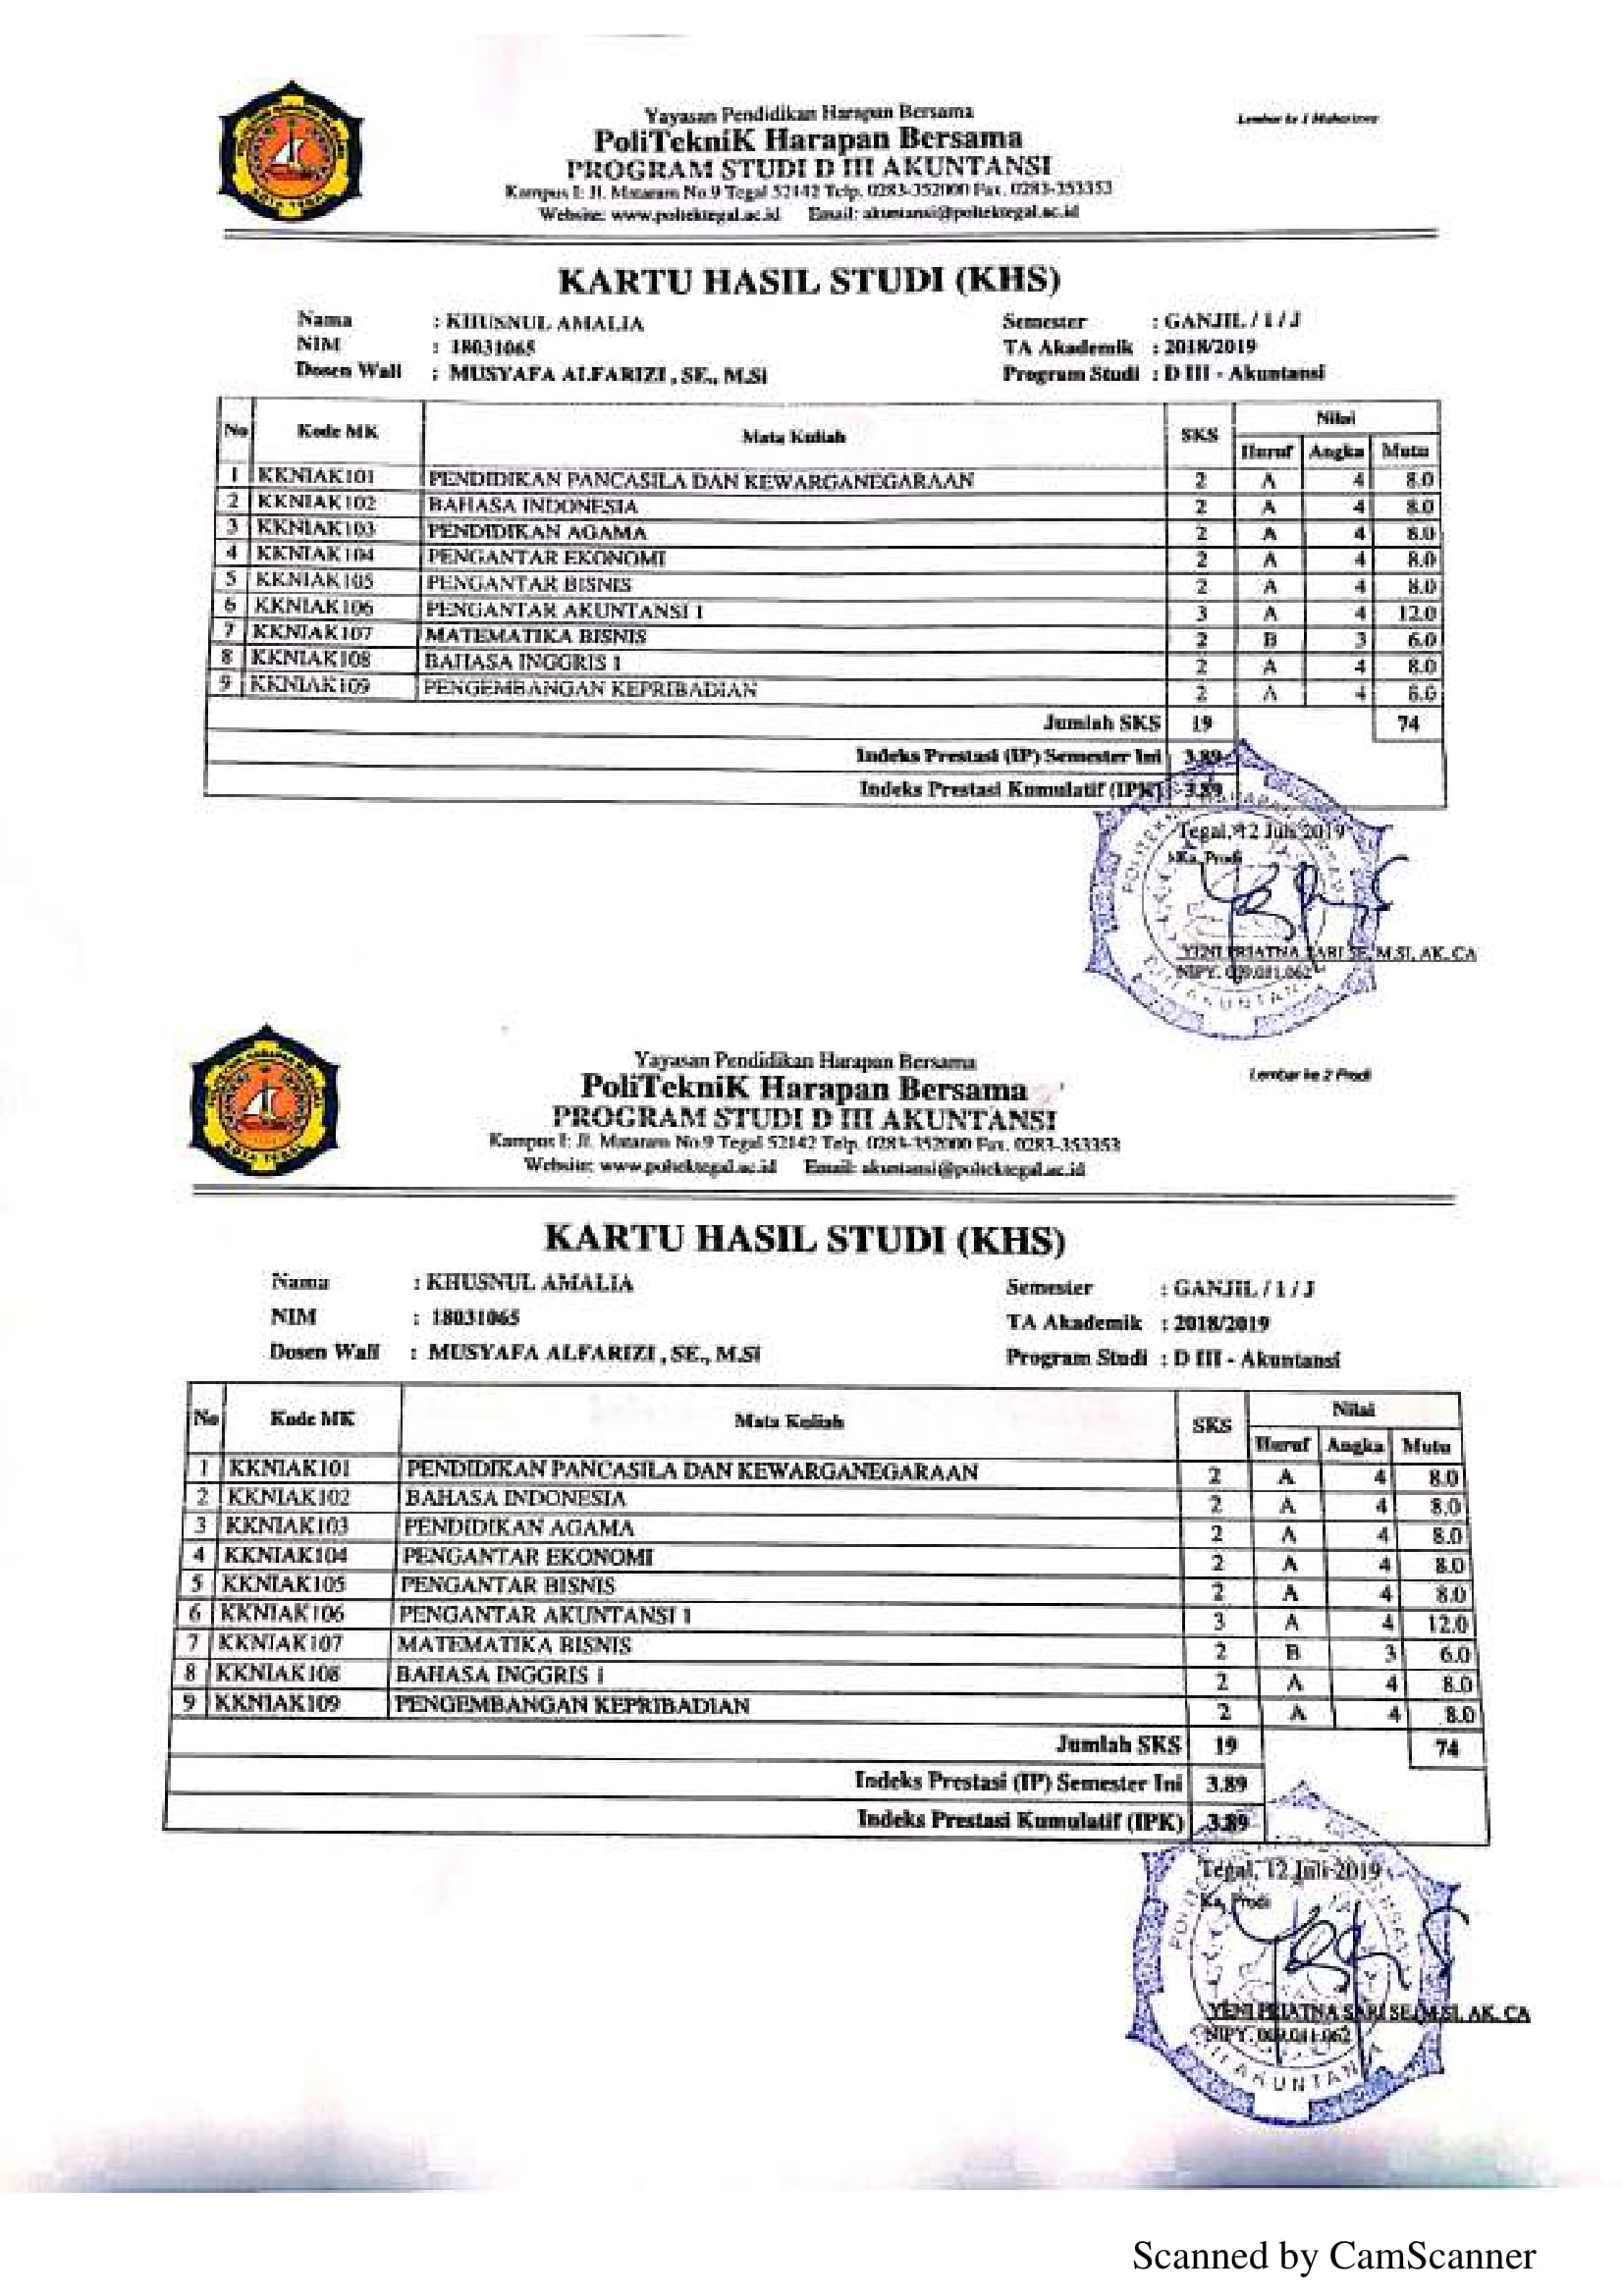 Yayasan Pendidikan Harapan Bersama
Lembar ke 1 Mahasiswa
PoliTekniK Harapan Bersama
PROGRAM STUDI D III AKUNTANSI
Kampus I: Jl. Mataram No.9 Tegal 52142 Telp. 0283-352000 Fax. 0283-353353
Website: www.poltektegal.ac.id Email: akuntansi@poltektegal.ac.id
KARTU HASIL STUDI (KHS)
Nama : KHUSNUL AMALIA Semester : GANJIL / 1 / J
NIM : 18031065 TA Akademik : 2018/2019
Dosen Wali : MUSYAFA ALFARIZI , SE., M.Si Program Studi : D III - Akuntansi
No Kode MK Mata Kuliah SKS Nilai
Huruf Angka Mutu
1 KKNIAK101 PENDIDIKAN PANCASILA DAN KEWARGANEGARAAN 2 A 4 8.0
2 KKNIAK102 BAHASA INDONESIA 2 A 4 8.0
3 KKNIAK103 PENDIDIKAN AGAMA 2 A 4 8.0
4 KKNIAK104 PENGANTAR EKONOMI 2 A 4 8.0
5 KKNIAK105 PENGANTAR BISNIS 2 A 4 8.0
6 KKNIAK106 PENGANTAR AKUNTANSI 1 3 A 4 12.0
7 KKNIAK107 MATEMATIKA BISNIS 2 B 3 6.0
8 KKNIAK108 BAHASA INGGRIS 1 2 A 4 8.0
9 KKNIAK109 PENGEMBANGAN KEPRIBADIAN 2 A 4 8.0
Jumlah SKS 19 74
Indeks Prestasi (IP) Semester Ini 3.89
Indeks Prestasi Kumulatif (IPK) 3.89
Tegal, 12 Juli 2019
Ka. Prodi
YENI PRIATNA SARI SE, M.SI, AK, CA
NIPY. 009.011.062
Yayasan Pendidikan Harapan Bersama
Lembar ke 2 Prodi
PoliTekniK Harapan Bersama
PROGRAM STUDI D III AKUNTANSI
Kampus I: Jl. Mataram No.9 Tegal 52142 Telp. 0283-352000 Fax. 0283-353353
Website: www.poltektegal.ac.id Email: akuntansi@poltektegal.ac.id
KARTU HASIL STUDI (KHS)
Nama : KHUSNUL AMALIA Semester : GANJIL / 1 / J
NIM : 18031065 TA Akademik : 2018/2019
Dosen Wali : MUSYAFA ALFARIZI , SE., M.Si Program Studi : D III - Akuntansi
No Kode MK Mata Kuliah SKS Nilai
Huruf Angka Mutu
1 KKNIAK101 PENDIDIKAN PANCASILA DAN KEWARGANEGARAAN 2 A 4 8.0
2 KKNIAK102 BAHASA INDONESIA 2 A 4 8.0
3 KKNIAK103 PENDIDIKAN AGAMA 2 A 4 8.0
4 KKNIAK104 PENGANTAR EKONOMI 2 A 4 8.0
5 KKNIAK105 PENGANTAR BISNIS 2 A 4 8.0
6 KKNIAK106 PENGANTAR AKUNTANSI 1 3 A 4 12.0
7 KKNIAK107 MATEMATIKA BISNIS 2 B 3 6.0
8 KKNIAK108 BAHASA INGGRIS 1 2 A 4 8.0
9 KKNIAK109 PENGEMBANGAN KEPRIBADIAN 2 A 4 8.0
Jumlah SKS 19 74
Indeks Prestasi (IP) Semester Ini 3.89
Indeks Prestasi Kumulatif (IPK) 3.89
Tegal, 12 Juli 2019
Ka. Prodi
YENI PRIATNA SARI SE, M.SI, AK, CA
NIPY. 009.011.062
Scanned by CamScanner